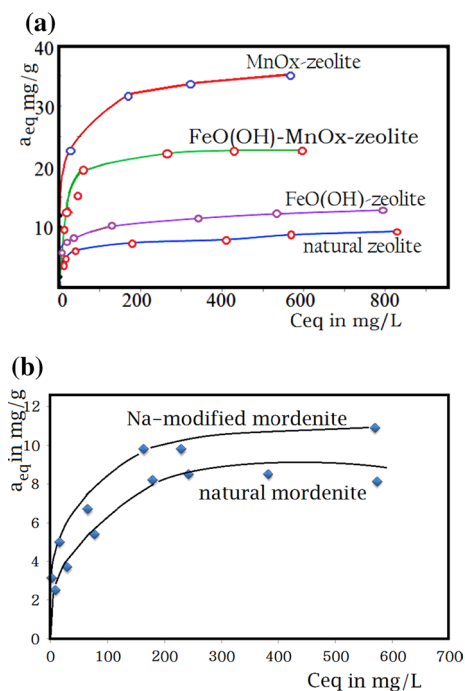 (a)
40
30
20
10
aeq mg/g
MnOx-zeolite
FeO(OH)-MnOx-zeolite
FeO(OH)-zeolite
natural zeolite
0 200 400 600 800
Ceq in mg/L
(b)
12
10
8
6
4
2
0
aeq in mg/g
Na-modified mordenite
natural mordenite
0 100 200 300 400 500 600 700
Ceq in mg/L